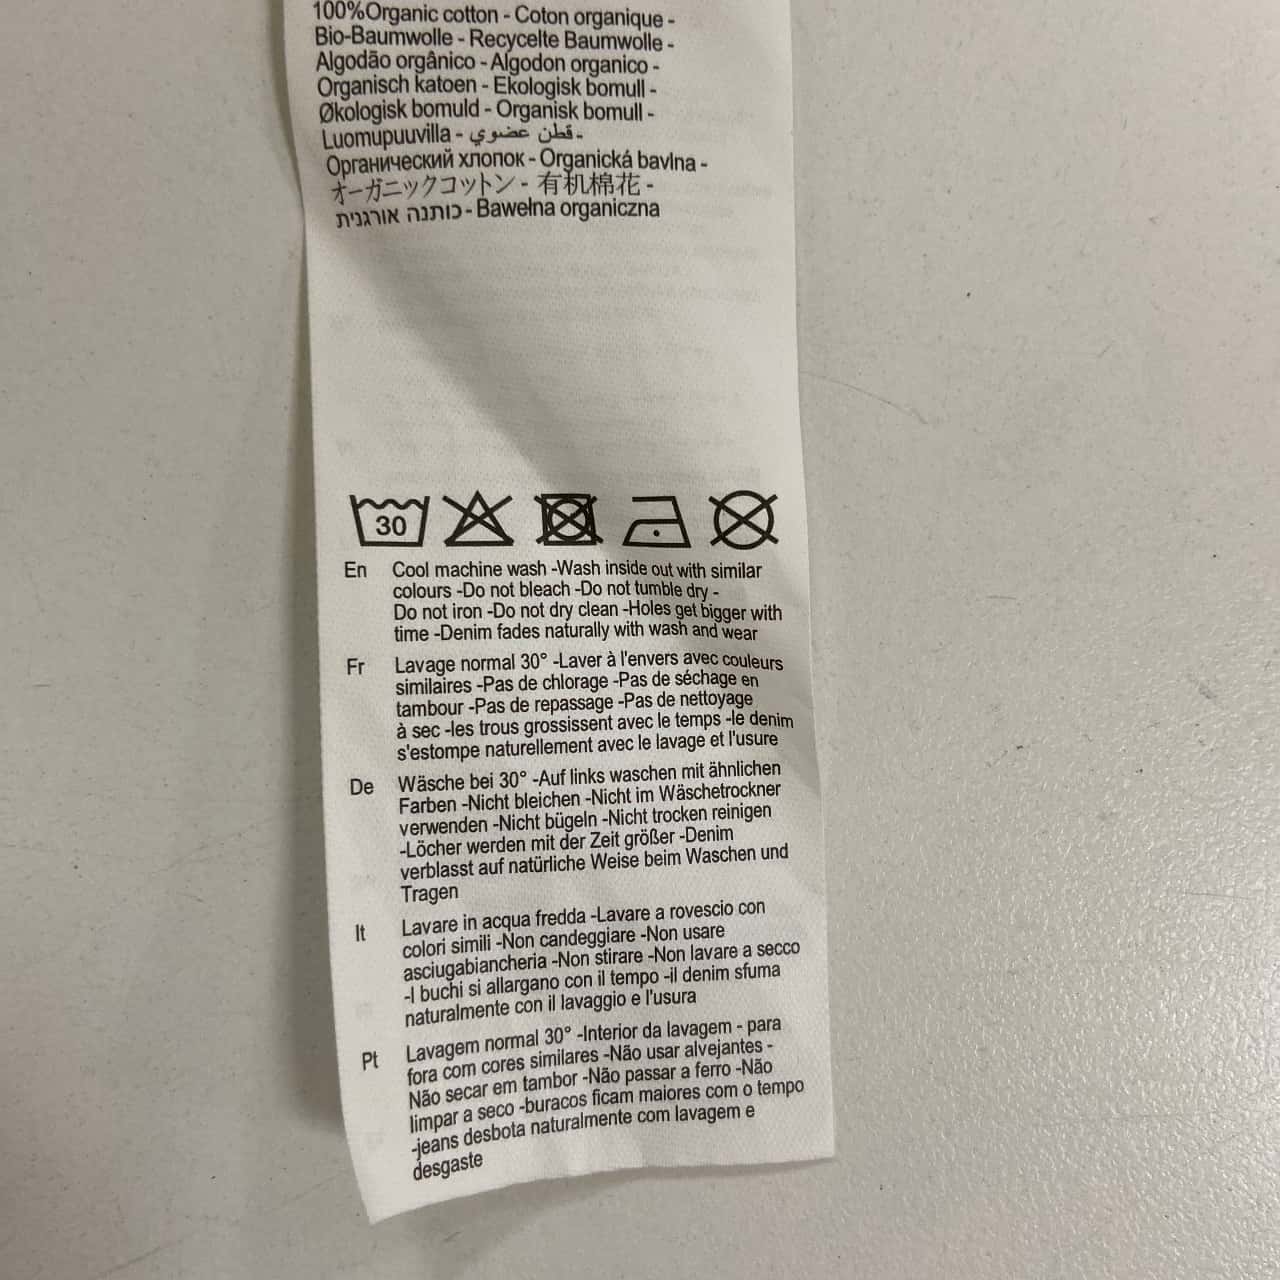 100%Organic cotton - Coton organique -
Bio-Baumwolle - Recycelte Baumwolle -
Algodão orgânico - Algodon organico -
Organisch katoen - Ekologisk bomull -
Økologisk bomuld - Organisk bomull -
Luomupuuvilla - قطن عضوي -
Органический хлопок - Organická bavlna -
オーガニックコットン - 有机棉花 -
כותנה אורגנית - Bawełna organiczna
30
En Cool machine wash -Wash inside out with similar
colours -Do not bleach -Do not tumble dry -
Do not iron -Do not dry clean -Holes get bigger with
time -Denim fades naturally with wash and wear
Fr Lavage normal 30° -Laver à l'envers avec couleurs
similaires -Pas de chlorage -Pas de séchage en
tambour -Pas de repassage -Pas de nettoyage
à sec -les trous grossissent avec le temps -le denim
s'estompe naturellement avec le lavage et l'usure
De Wäsche bei 30° -Auf links waschen mit ähnlichen
Farben -Nicht bleichen -Nicht im Wäschetrockner
verwenden -Nicht bügeln -Nicht trocken reinigen
-Löcher werden mit der Zeit größer -Denim
verblasst auf natürliche Weise beim Waschen und
Tragen
It Lavare in acqua fredda -Lavare a rovescio con
colori simili -Non candeggiare -Non usare
asciugabiancheria -Non stirare -Non lavare a secco
-I buchi si allargano con il tempo -il denim sfuma
naturalmente con il lavaggio e l'usura
Pt Lavagem normal 30° -Interior da lavagem - para
fora com cores similares -Não usar alvejantes -
Não secar em tambor -Não passar a ferro -Não
limpar a seco -buracos ficam maiores com o tempo
-jeans desbota naturalmente com lavagem e
desgaste